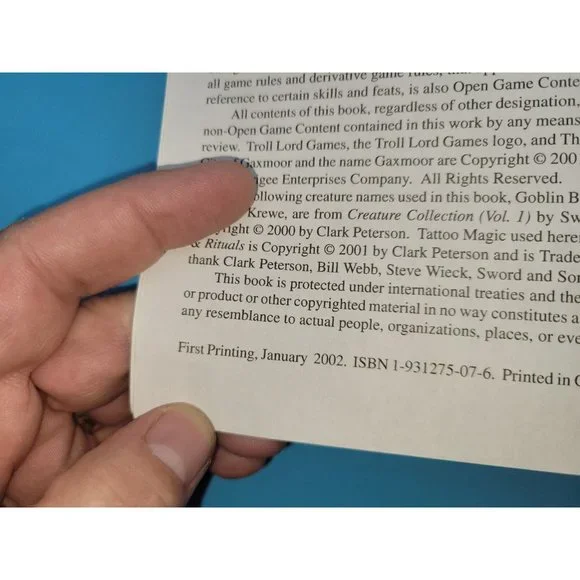 all game rules and derivative game rules,
reference to certain skills and feats, is also Open Game Conte
All contents of this book, regardless of other designation,
non-Open Game Content contained in this work by any means
review. Troll Lord Games, the Troll Lord Games logo, and Th
Gaxmoor and the name Gaxmoor are Copyright © 200
gee Enterprises Company. All Rights Reserved.
ollowing creature names used in this book, Goblin B
Krewe, are from Creature Collection (Vol. 1) by Sw
right © 2000 by Clark Peterson. Tattoo Magic used here
& Rituals is Copyright © 2001 by Clark Peterson and is Trade
thank Clark Peterson, Bill Webb, Steve Wieck, Sword and Sor
This book is protected under international treaties and the
or product or other copyrighted material in no way constitutes a
any resemblance to actual people, organizations, places, or eve
First Printing, January 2002. ISBN 1-931275-07-6. Printed in C